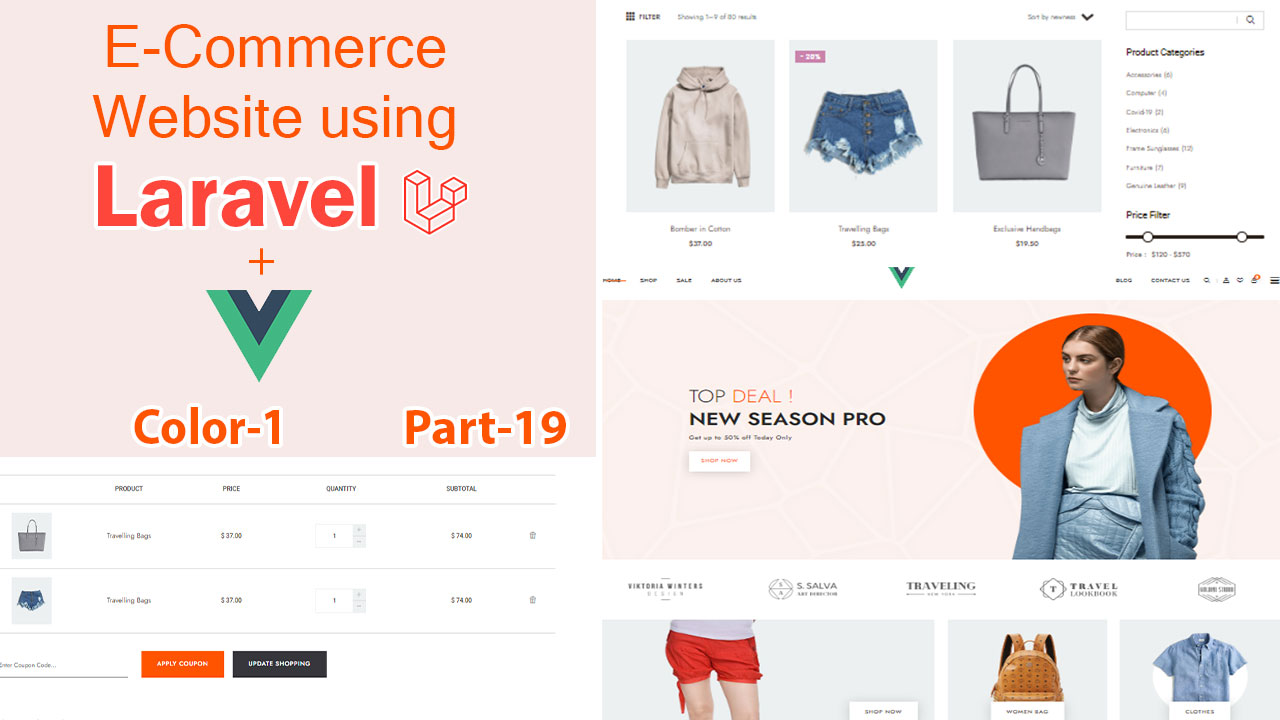 E-Commerce
Website using
Laravel
+
Color-1
Part-19
PRODUCT PRICE QUANTITY SUBTOTAL
Travelling Bags $ 37.00 1 $ 74.00
Travelling Bags $ 37.00 1 $ 74.00
Enter Coupon Code...
APPLY COUPON
UPDATE SHOPPING
FILTER
Showing 1–9 of 80 results
Sort by newness
- 20%
Bomber in Cotton
$37.00
Travelling Bags
$25.00
Exclusive Handbags
$19.50
Product Categories
Accessories (6)
Computer (4)
Covid-19 (2)
Electronics (6)
Frame Sunglasses (12)
Furniture (7)
Genuine Leather (9)
Price Filter
Price : $120 - $570
HOME SHOP SALE ABOUT US
BLOG CONTACT US
TOP DEAL !
NEW SEASON PRO
Get up to 50% off Today Only
SHOP NOW
VIKTORIA WINTERS
DESIGN
S. SALVA
ART DIRECTOR
TRAVELING
NEW YORK
T
TRAVEL
LOOKBOOK
SHOP NOW
WOMEN BAG
CLOTHES